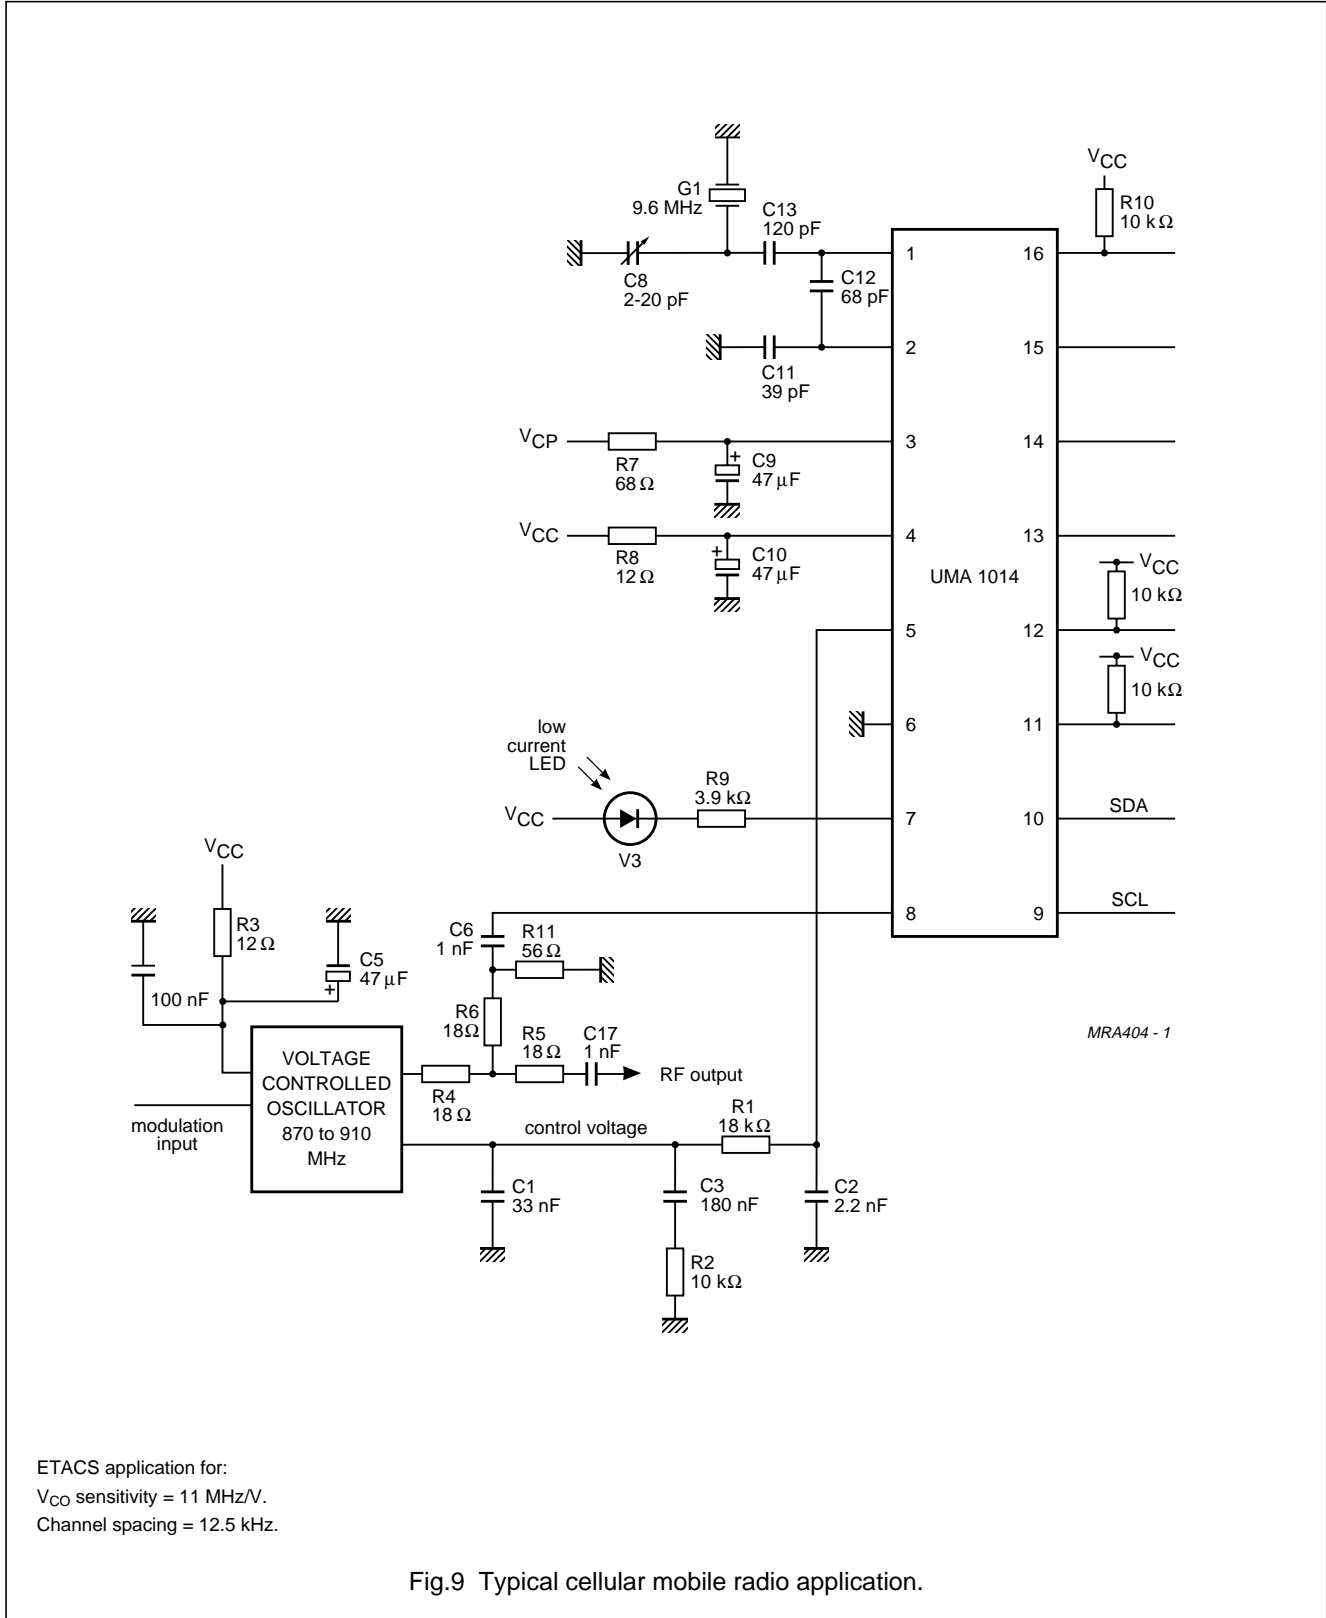 G1
9.6 MHz
C13
120 pF
C8
2-20 pF
C12
68 pF
C11
39 pF
VCC
R10
10 kΩ
1
16
2
15
VCP
R7
68 Ω
C9
+
47 μF
3
14
VCC
R8
12 Ω
C10
+
47 μF
4
13
UMA 1014
VCC
10 kΩ
5
12
VCC
10 kΩ
6
11
low
current
LED
VCC
V3
R9
3.9 kΩ
7
10
SDA
8
9
SCL
VCC
R3
12 Ω
C5
47 μF
+
100 nF
C6
1 nF
R11
56 Ω
R6
18 Ω
R5
18 Ω
C17
1 nF
RF output
R4
18 Ω
MRA404 - 1
VOLTAGE
CONTROLLED
OSCILLATOR
870 to 910
MHz
modulation
input
control voltage
R1
18 kΩ
C1
33 nF
C3
180 nF
C2
2.2 nF
R2
10 kΩ
ETACS application for:
VCO sensitivity = 11 MHz/V.
Channel spacing = 12.5 kHz.
Fig.9 Typical cellular mobile radio application.